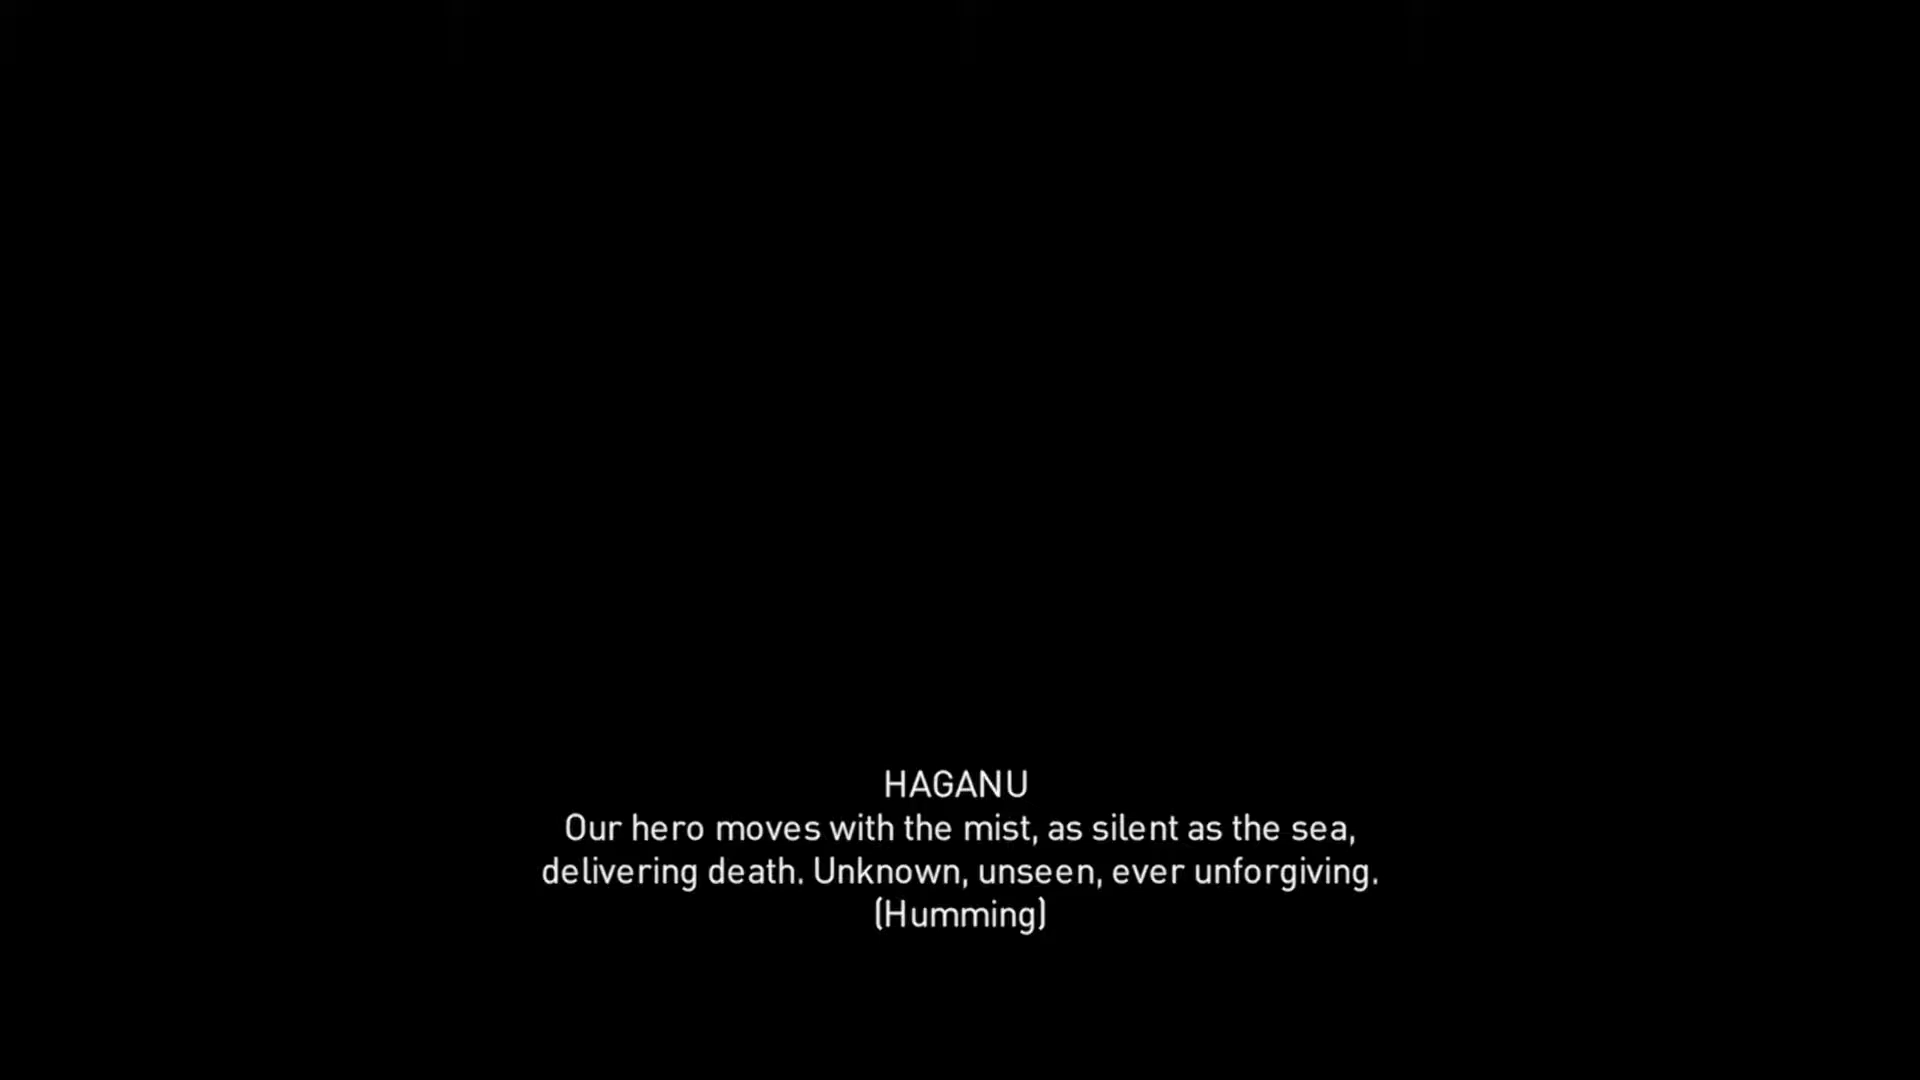 HAGANU
Our hero moves with the mist, as silent as the sea,
delivering death. Unknown, unseen, ever unforgiving.
(Humming)